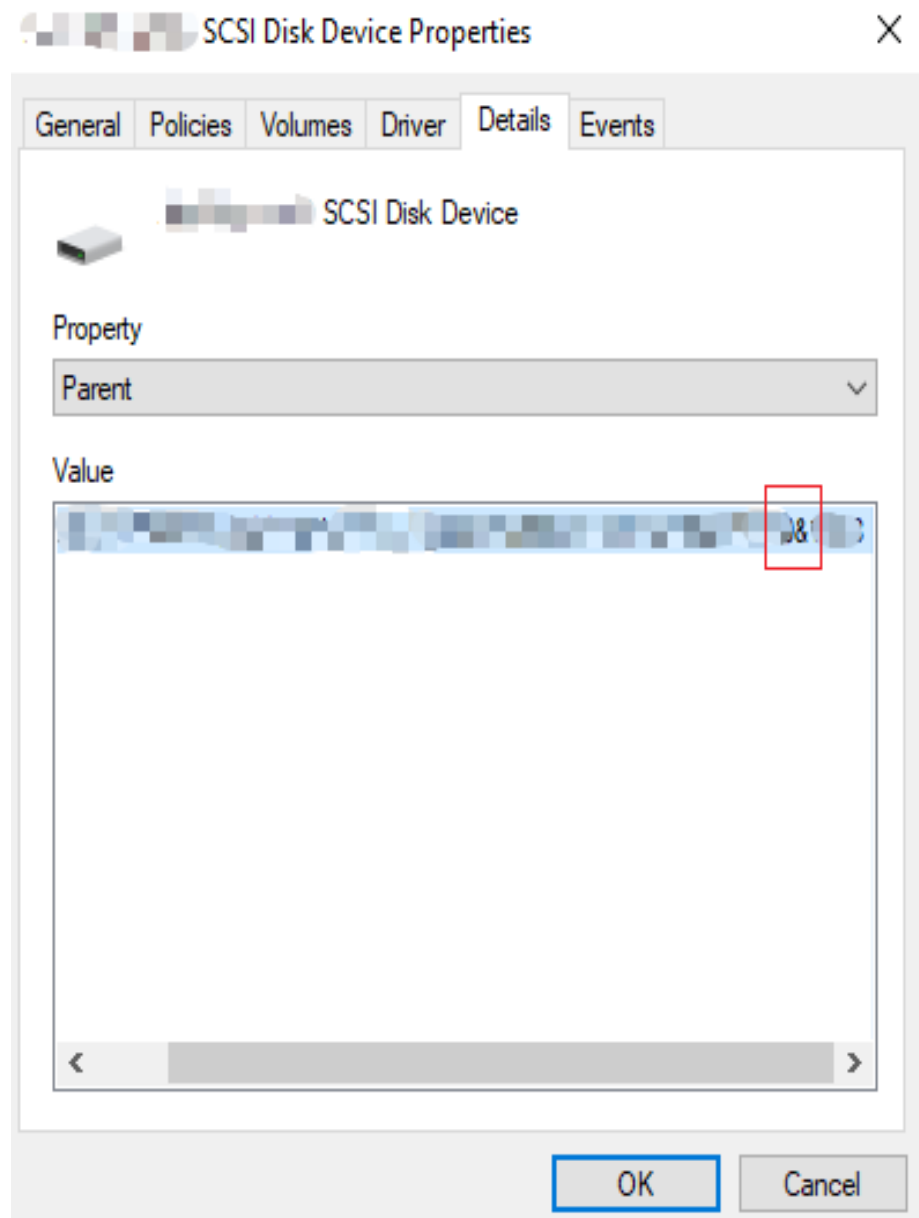 SCSI Disk Device Properties
General Policies Volumes Driver Details Events
SCSI Disk Device
Property
Parent
Value
OK Cancel